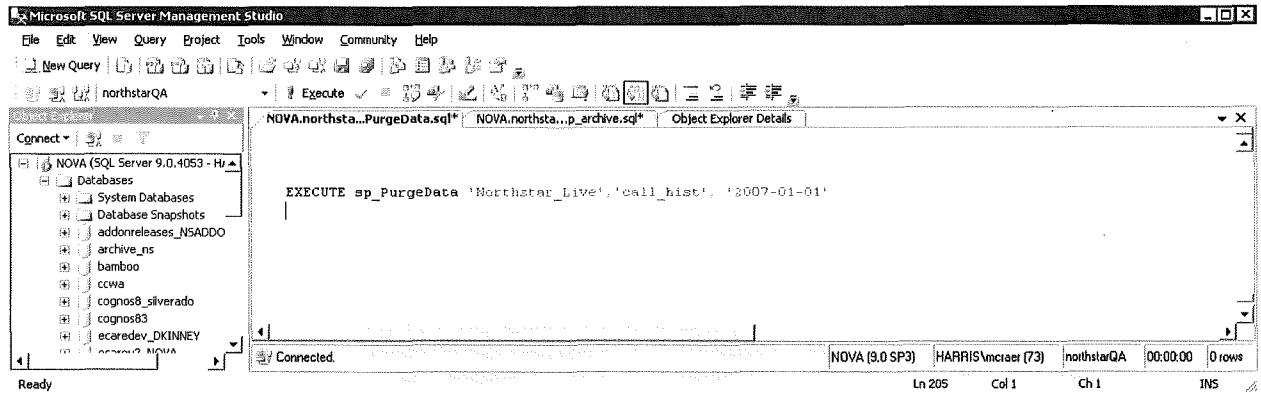 Microsoft SQL Server Management Studio
File Edit View Query Project Tools Window Community Help
New Query
northstarQA Execute
Object Explorer
NOVA.northsta...PurgeData.sql* NOVA.northsta...p_archive.sql* Object Explorer Details
Connect
NOVA (SQL Server 9.0.4053 - HA
Databases
System Databases
Database Snapshots
addonreleases_NSADDO
archive_ns
bamboo
ccwa
cognos8_silverado
cognos83
ecaredev_DKINNEY
EXECUTE sp_PurgeData 'Northstar_Live','call_hist', '2007-01-01'
Connected. NOVA (9.0 SP3) HARRIS\mcraer (73) northstarQA 00:00:00 0 rows
Ready Ln 205 Col 1 Ch 1 INS